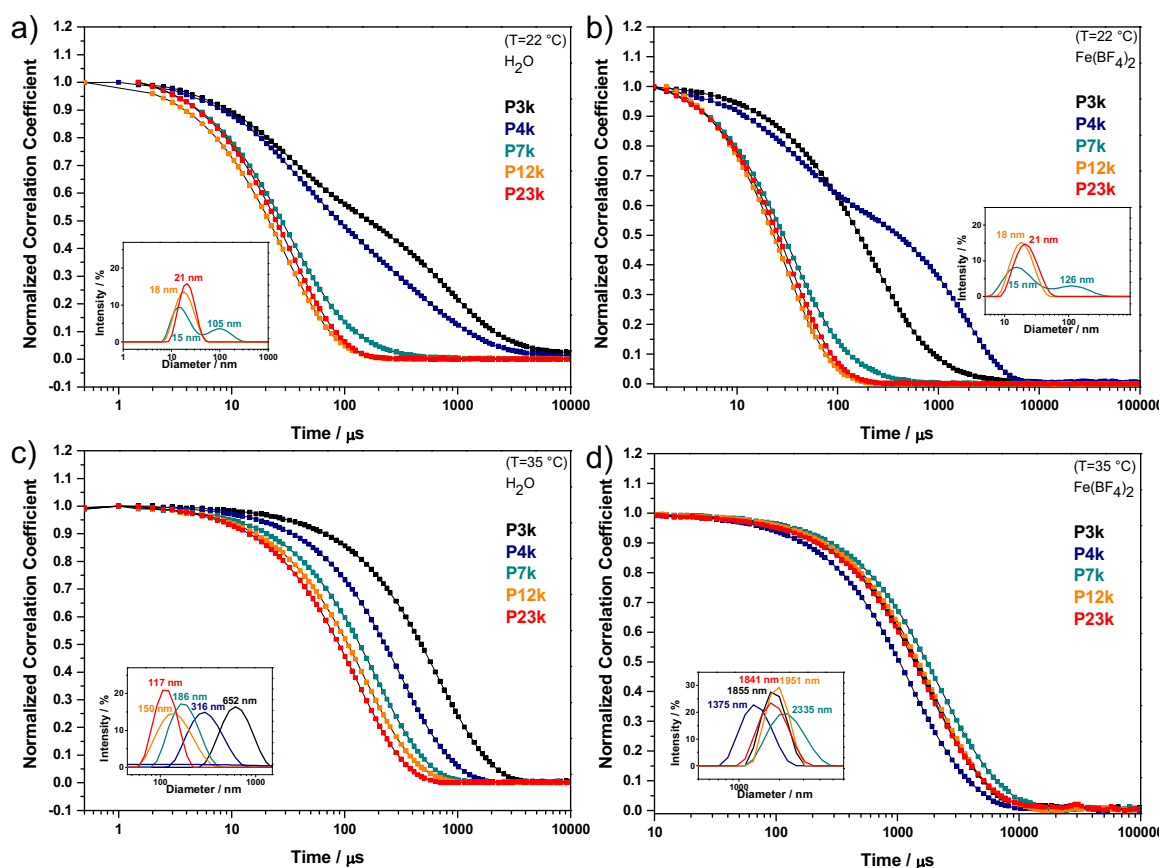 a)
(T=22 °C)
H2O
P3k
P4k
P7k
P12k
P23k
Normalized Correlation Coefficient
1.2
1.1
1.0
0.9
0.8
0.7
0.6
0.5
0.4
0.3
0.2
0.1
0.0
-0.1
1
10
100
1000
10000
Time / μs
Intensity / %
20
10
0
21 nm
18 nm
15 nm
105 nm
1
10
100
1000
Diameter / nm
b)
(T=22 °C)
Fe(BF4)2
P3k
P4k
P7k
P12k
P23k
Normalized Correlation Coefficient
1.2
1.1
1.0
0.9
0.8
0.7
0.6
0.5
0.4
0.3
0.2
0.1
0.0
10
100
1000
10000
100000
Time / μs
Intensity / %
20
10
0
18 nm
21 nm
15 nm
126 nm
10
100
Diameter / nm
c)
(T=35 °C)
H2O
P3k
P4k
P7k
P12k
P23k
Normalized Correlation Coefficient
1.2
1.1
1.0
0.9
0.8
0.7
0.6
0.5
0.4
0.3
0.2
0.1
0.0
-0.1
1
10
100
1000
10000
Time / μs
Intensity / %
20
10
0
117 nm
186 nm
652 nm
150 nm
316 nm
100
1000
Diameter / nm
d)
(T=35 °C)
Fe(BF4)2
P3k
P4k
P7k
P12k
P23k
Normalized Correlation Coefficient
1.2
1.1
1.0
0.9
0.8
0.7
0.6
0.5
0.4
0.3
0.2
0.1
0.0
10
100
1000
10000
100000
Time / μs
Intensity / %
30
20
10
0
1841 nm
1951 nm
1855 nm
1375 nm
2335 nm
1000
Diameter / nm